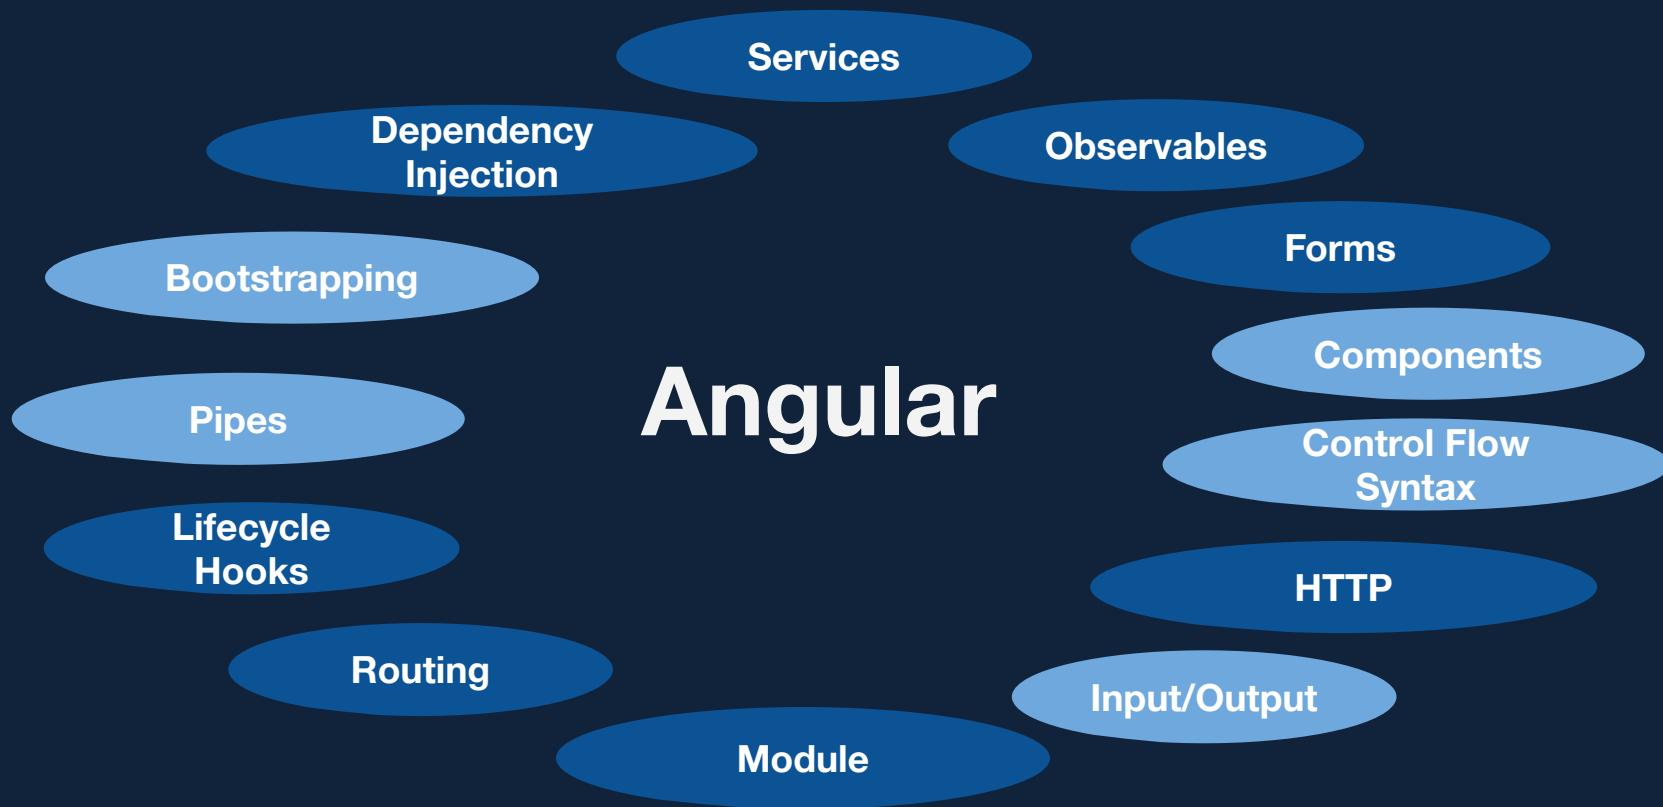 Services
Dependency
Injection
Observables
Forms
Bootstrapping
Components
Angular
Pipes
Control Flow
Syntax
Lifecycle
Hooks
HTTP
Routing
Input/Output
Module